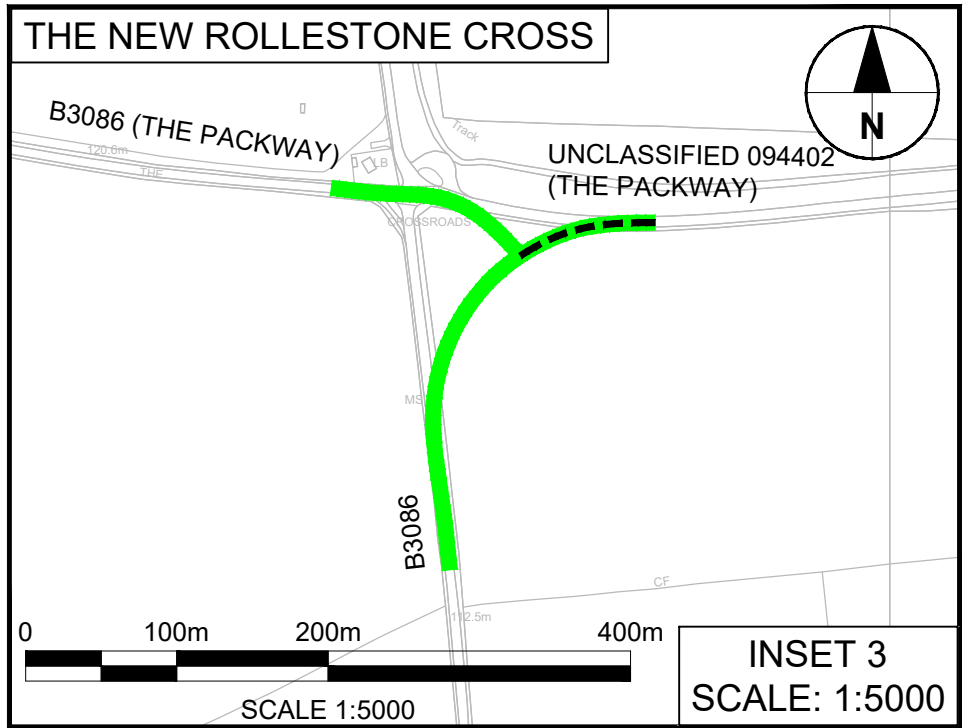 THE NEW ROLLESTONE CROSS
B3086 (THE PACKWAY)
UNCLASSIFIED 094402
(THE PACKWAY)
N
Track
120.6m
THE
LB
CROSSROADS
MS
B3086
CF
112.5m
0 100m 200m 400m
SCALE 1:5000
INSET 3
SCALE: 1:5000